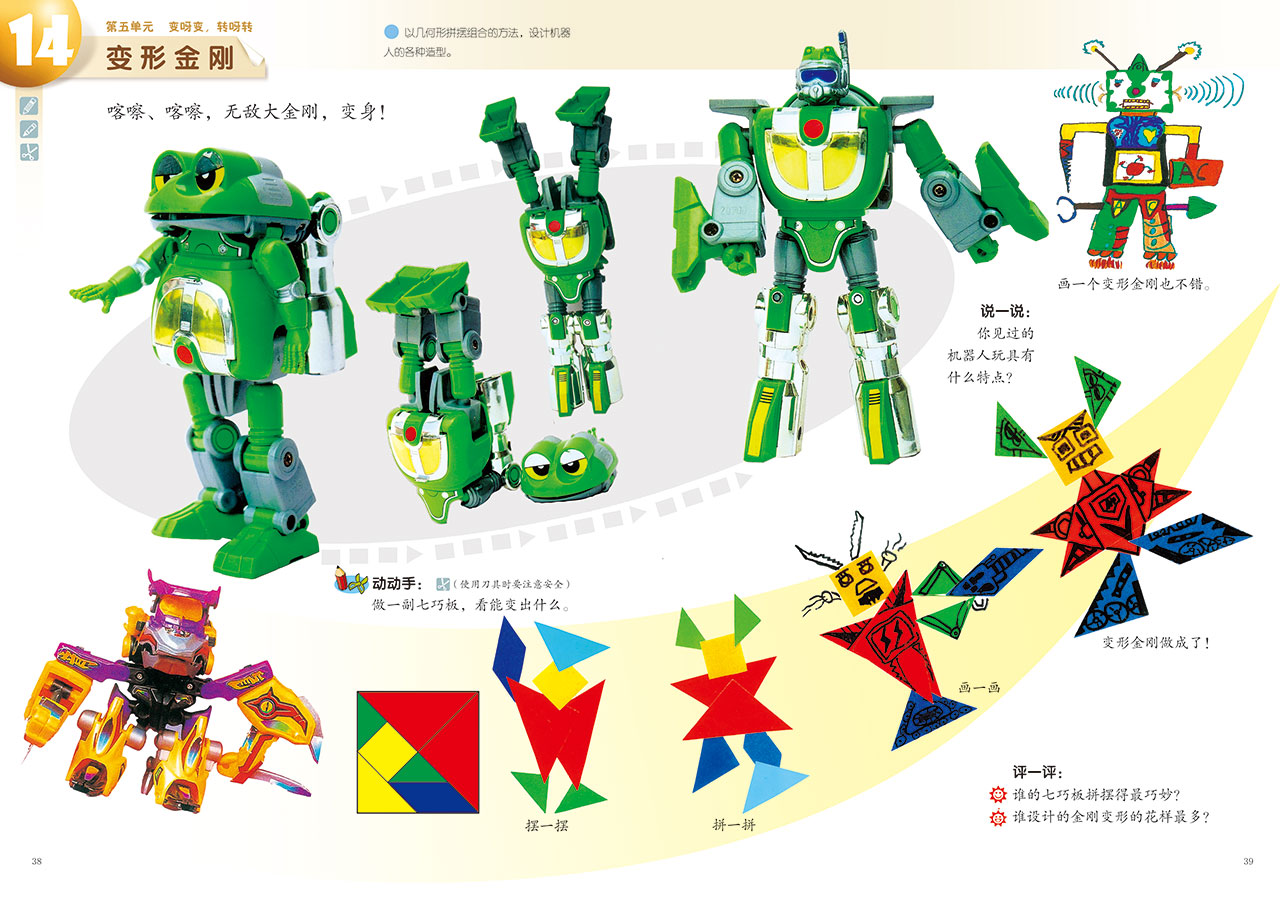 14
第五单元 变呀变，转呀转
变形金刚
以几何形拼摆组合的方法，设计机器
人的各种造型。
喀嚓、喀嚓，无敌大金刚，变身！
AC
画一个变形金刚也不错。
说一说：
你见过的
机器人玩具有
什么特点？
动动手：（使用刀具时要注意安全）
做一副七巧板，看能变出什么。
摆一摆
拼一拼
画一画
变形金刚做成了！
评一评：
谁的七巧板拼摆得最巧妙？
谁设计的金刚变形的花样最多？
38
39